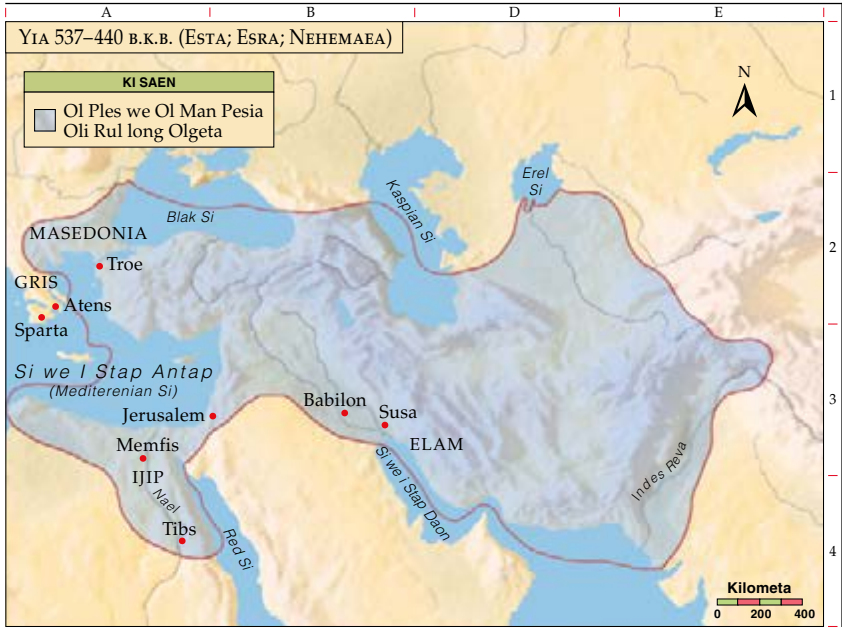 A B D E
YIA 537–440 B.K.B. (ESTA; ESRA; NEHEMAEA)
KI SAEN
Ol Ples we Ol Man Pesia
Oli Rul long Olgeta
N
1
Erel
Si
Kaspian Si
Blak Si
MASEDONIA
2
Troe
GRIS
Atens
Sparta
Si we I Stap Antap
(Mediterenian Si)
3
Babilon
Susa
Jerusalem
ELAM
Memfis
IJIP
Si we i Stap Daon
Indes Reva
Nael
Tibs
Red Si
4
Kilometa
0 200 400